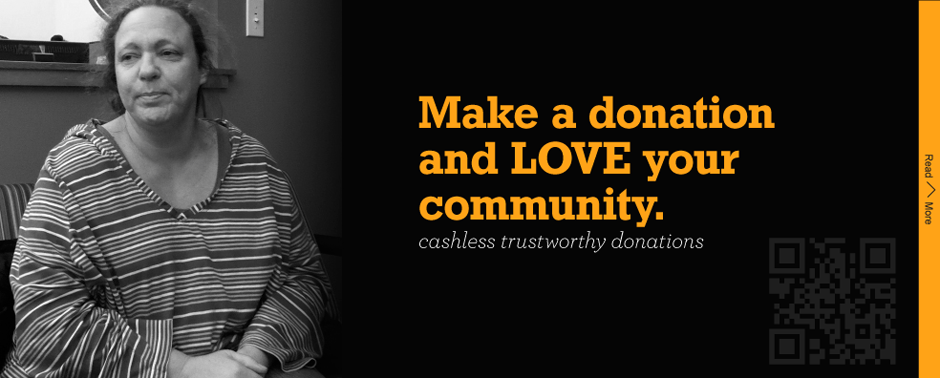 Make a donation
and LOVE your
community.
cashless trustworthy donations
Read More